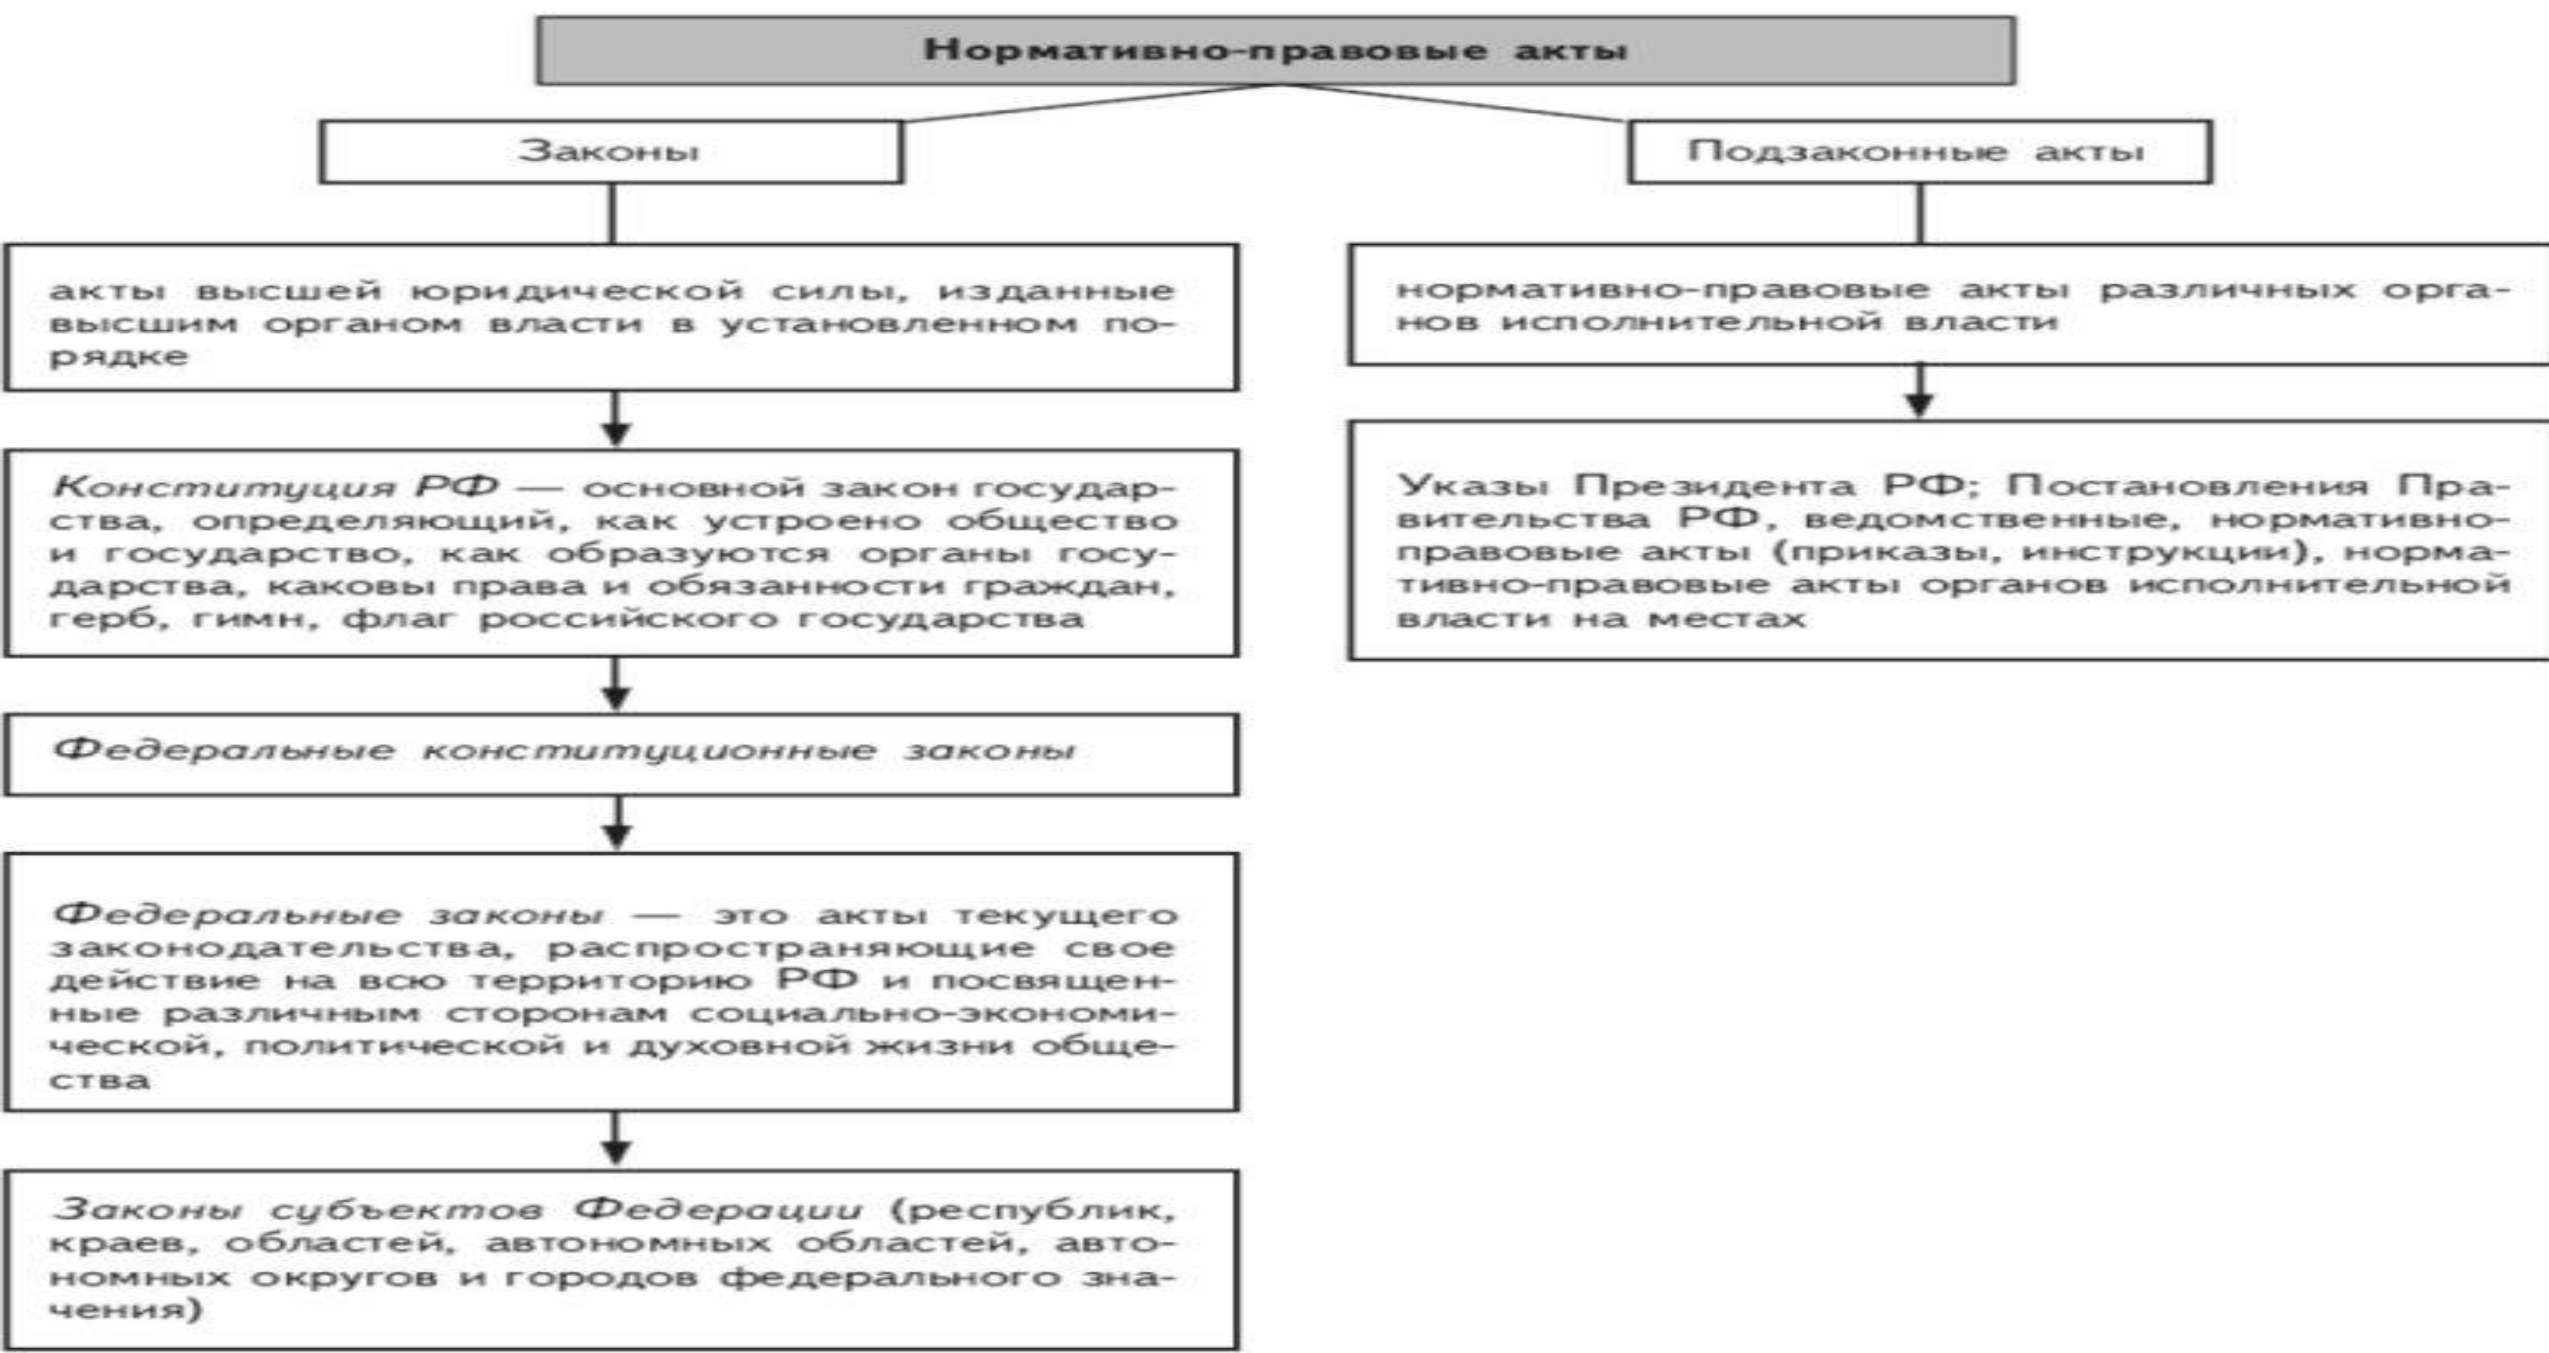 Нормативно-правовые акты
Законы
Подзаконные акты
акты высшей юридической силы, изданные
высшим органом власти в установленном по-
рядке
нормативно-правовые акты различных орга-
нов исполнительной власти
Конституция РФ — основной закон государ-
ства, определяющий, как устроено общество
и государство, как образуются органы госу-
дарства, каковы права и обязанности граждан,
герб, гимн, флаг российского государства
Указы Президента РФ; Постановления Пра-
вительства РФ, ведомственные, нормативно-
правовые акты (приказы, инструкции), норма-
тивно-правовые акты органов исполнительной
власти на местах
Федеральные конституционные законы
Федеральные законы — это акты текущего
законодательства, распространяющие свое
действие на всю территорию РФ и посвящен-
ные различным сторонам социально-экономи-
ческой, политической и духовной жизни обще-
ства
Законы субъектов Федерации (республик,
краев, областей, автономных областей, авто-
номных округов и городов федерального зна-
чения)